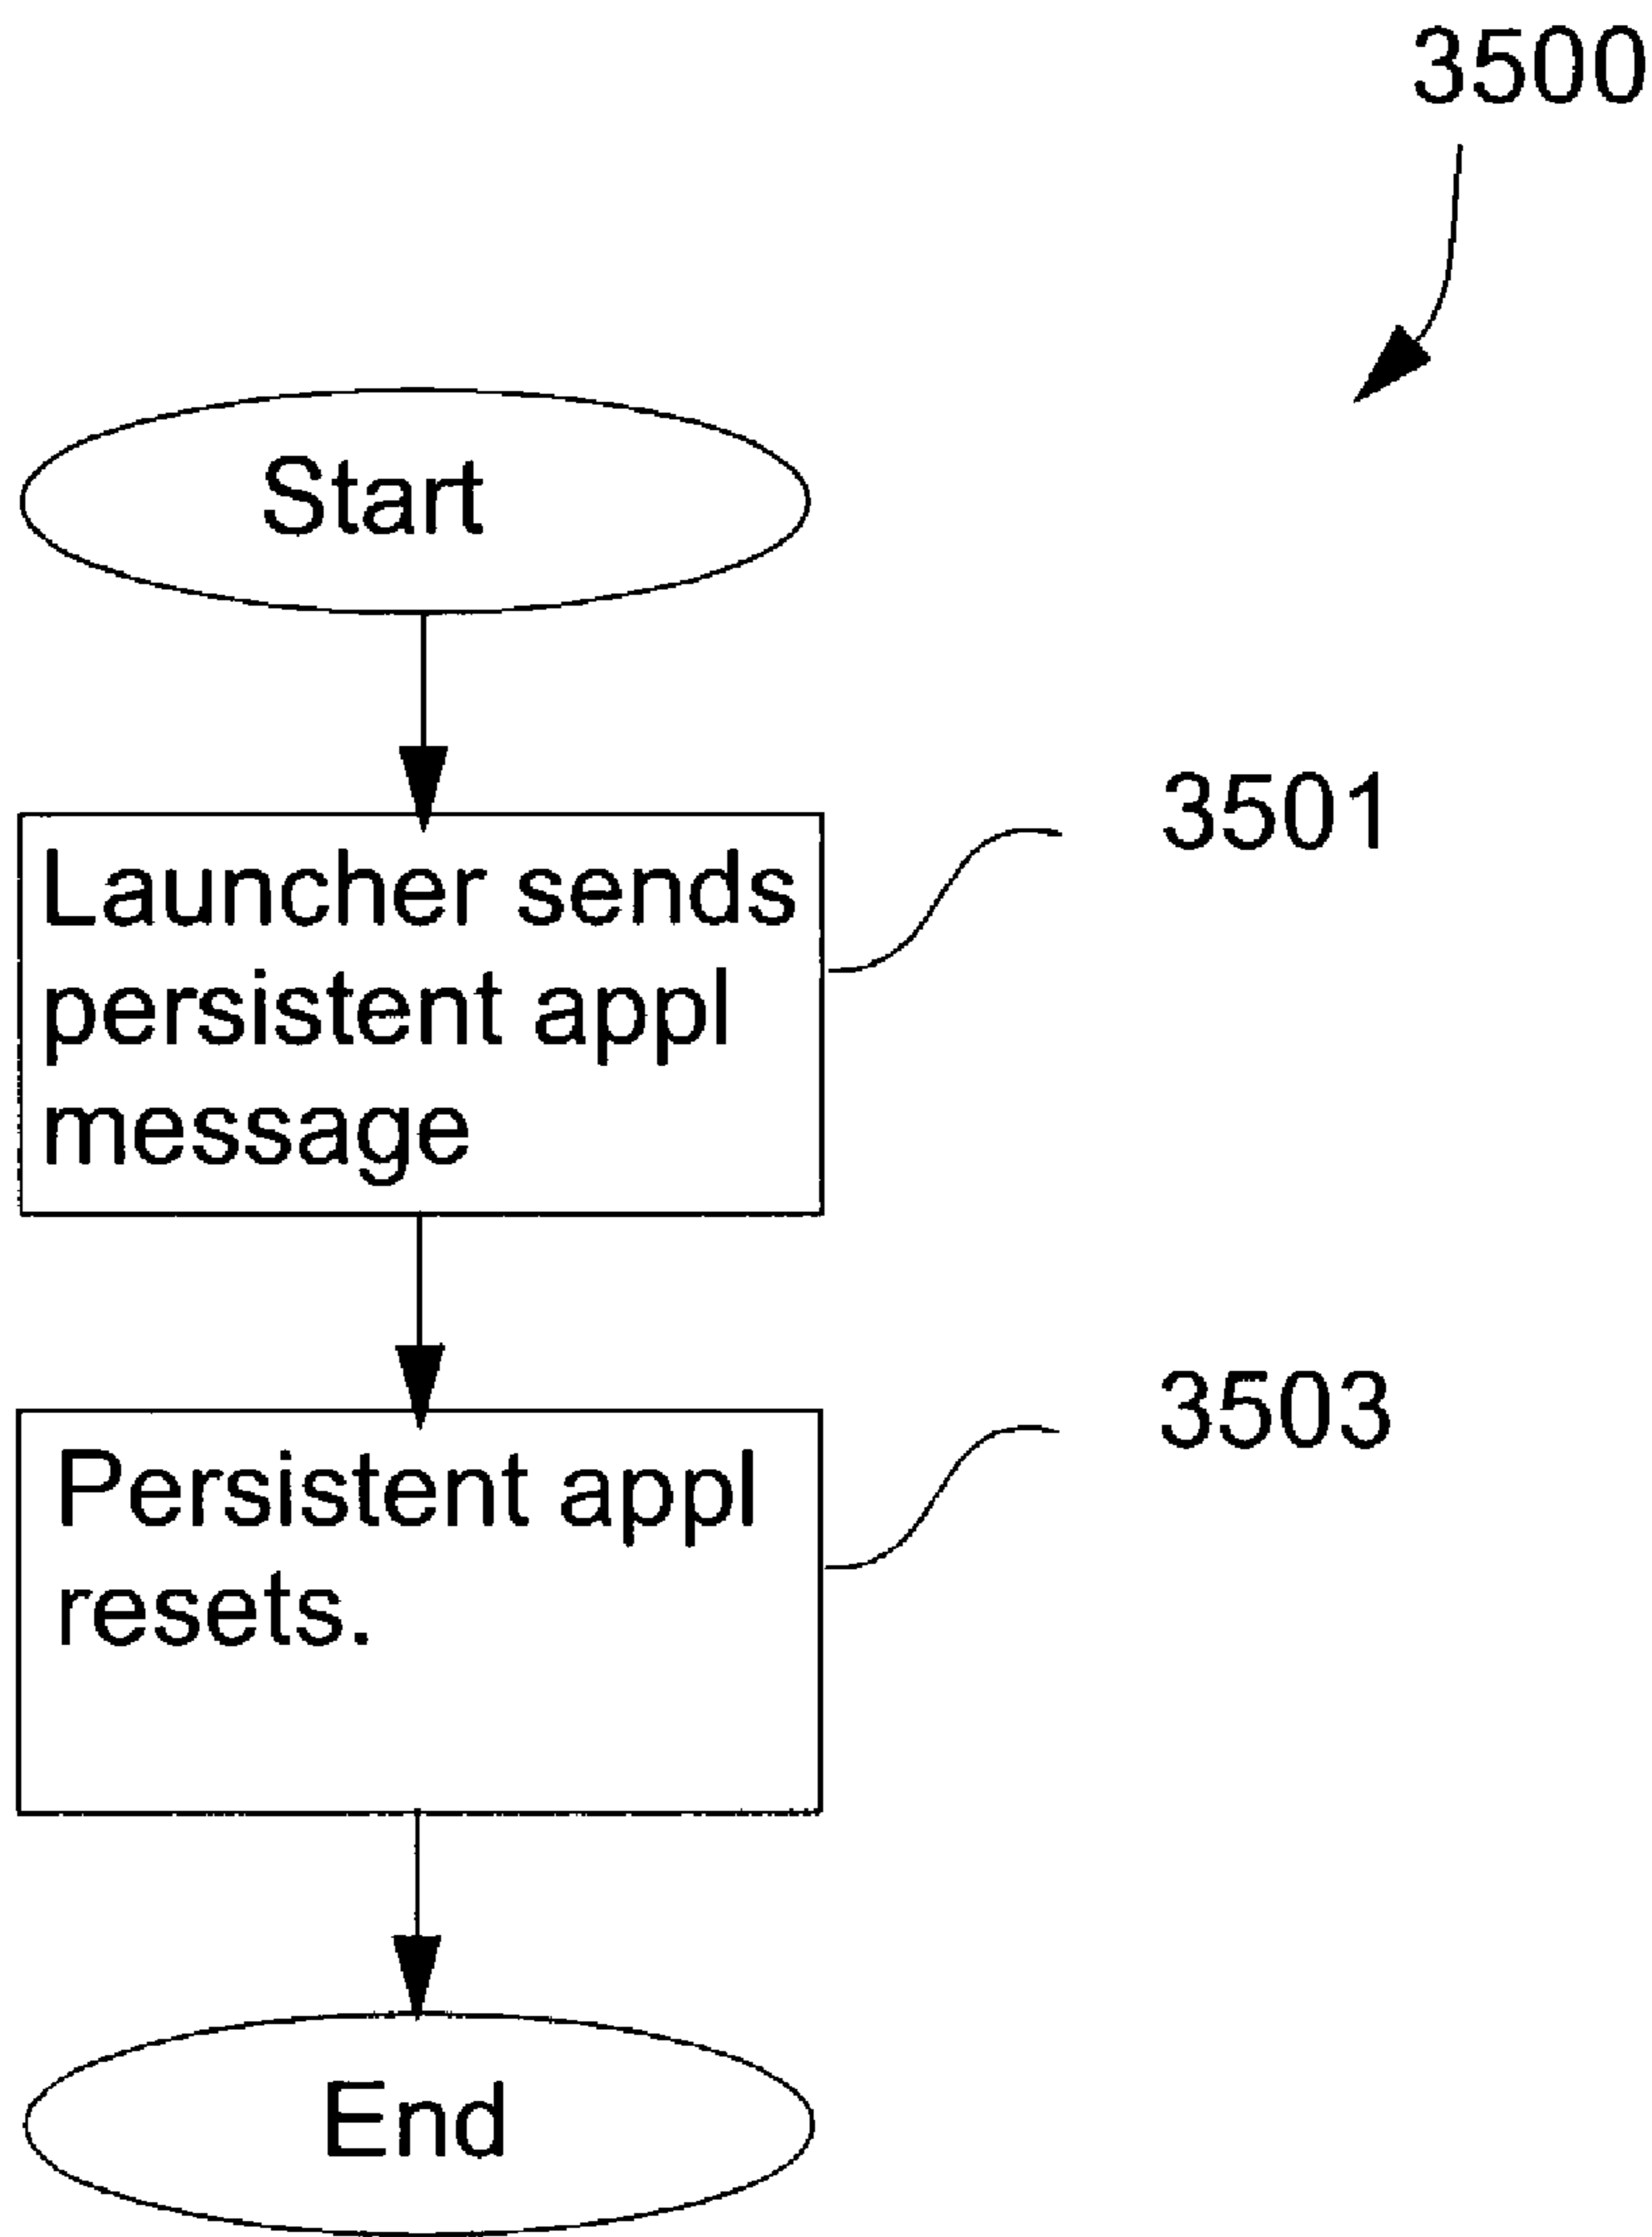 3500
Start
Launcher sends
persistent appl
message
3501
Persistent appl
resets.
3503
End